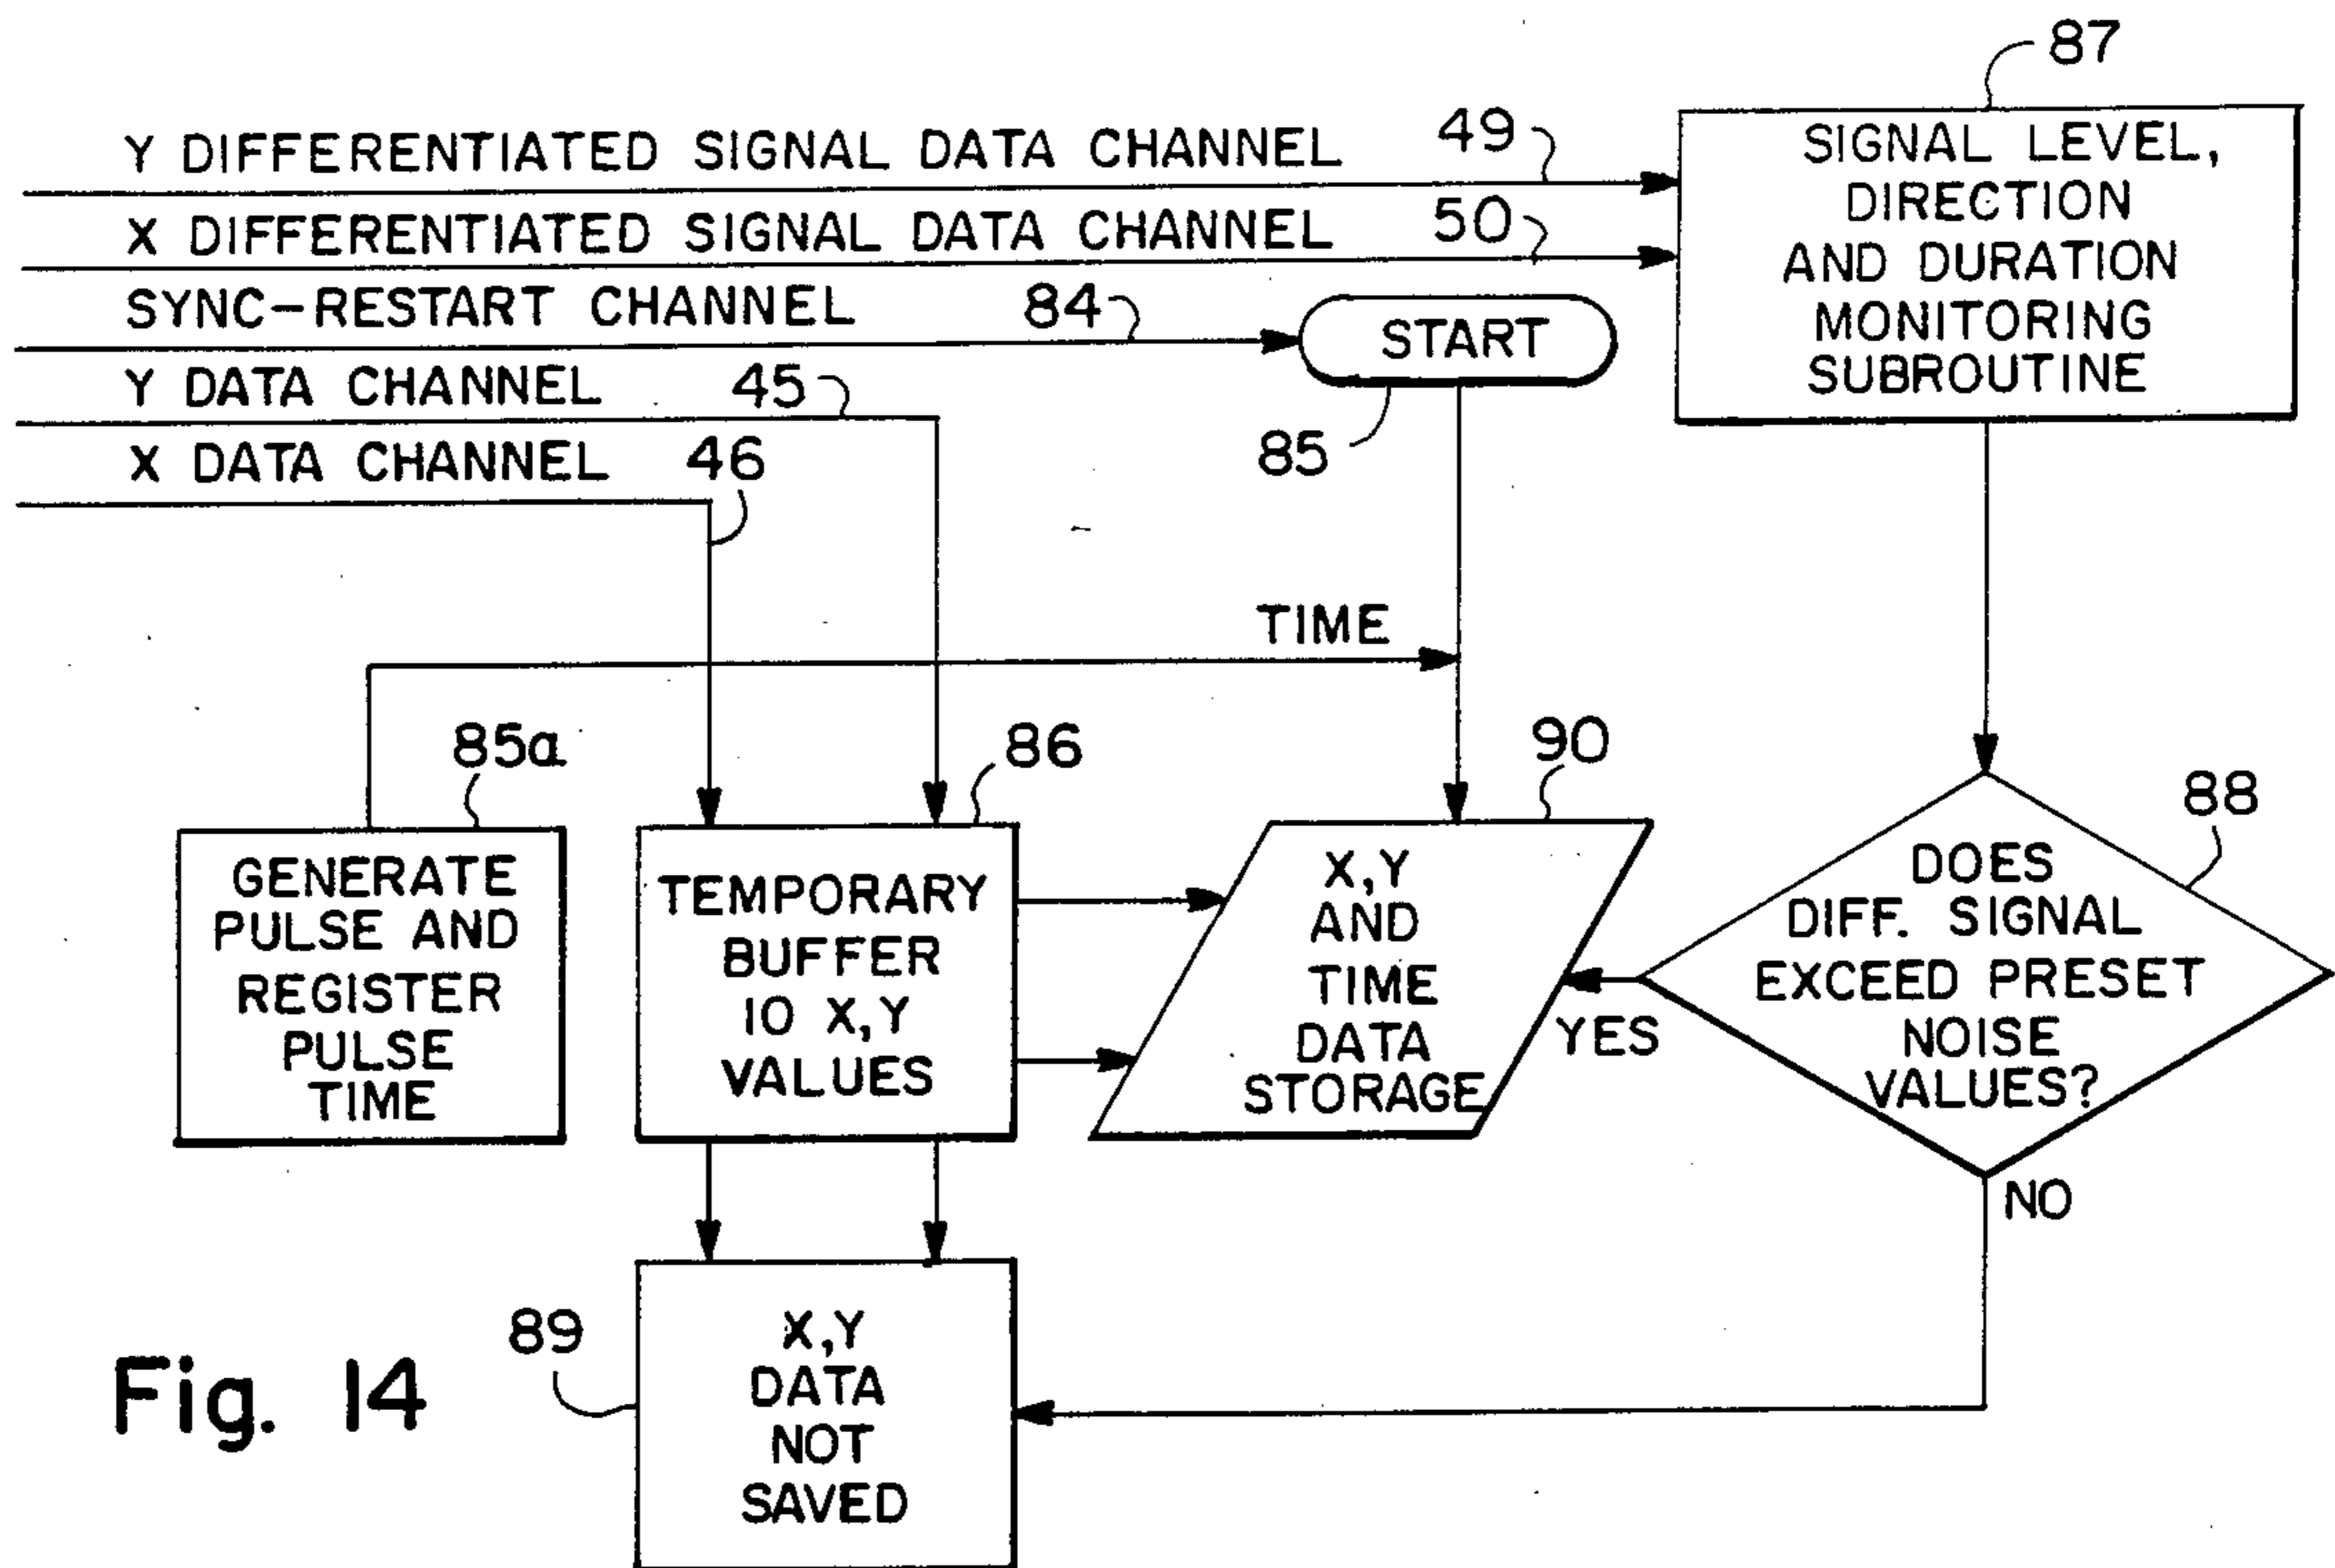 87
Y DIFFERENTIATED SIGNAL DATA CHANNEL 49
X DIFFERENTIATED SIGNAL DATA CHANNEL 50
SYNC-RESTART CHANNEL 84
Y DATA CHANNEL 45
X DATA CHANNEL 46
START
85
SIGNAL LEVEL,
DIRECTION
AND DURATION
MONITORING
SUBROUTINE
TIME
85a
GENERATE
PULSE AND
REGISTER
PULSE
TIME
86
TEMPORARY
BUFFER
10 X,Y
VALUES
90
X,Y
AND
TIME
DATA
STORAGE
88
DOES
DIFF. SIGNAL
EXCEED PRESET
NOISE
VALUES?
YES
NO
89
X,Y
DATA
NOT
SAVED
Fig. 14